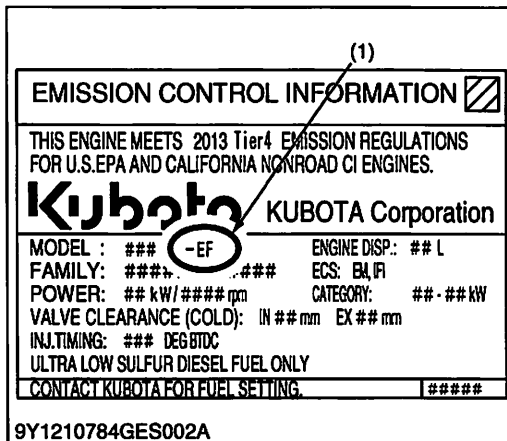 (1)
EMISSION CONTROL INFORMATION
THIS ENGINE MEETS 2013 Tier4 EMISSION REGULATIONS
FOR U.S.EPA AND CALIFORNIA NONROAD CI ENGINES.
Kubota KUBOTA Corporation
MODEL : ### -EF ENGINE DISP.: ## L
FAMILY: #### ### ECS: EM, IFI
POWER: ## kW/#### rpm CATEGORY: ##-## kW
VALVE CLEARANCE (COLD): IN ## mm EX ## mm
INJ.TIMING: ### DEG BTDC
ULTRA LOW SULFUR DIESEL FUEL ONLY
CONTACT KUBOTA FOR FUEL SETTING. #####
9Y1210784GES002A